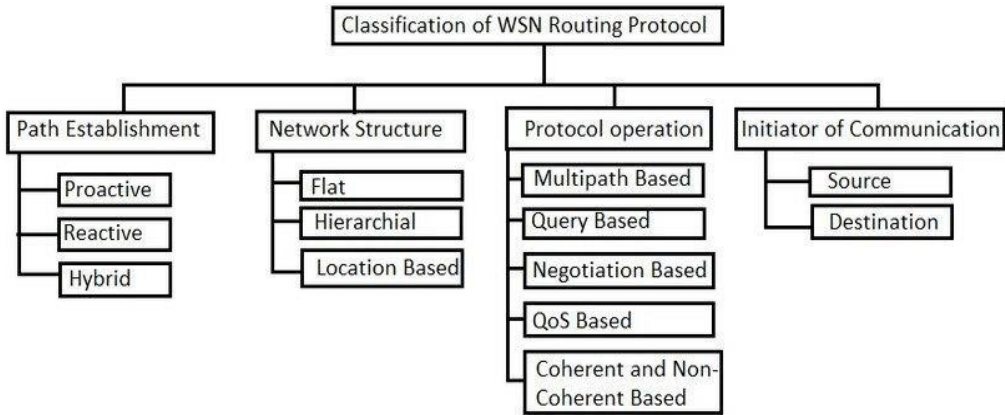 Classification of WSN Routing Protocol
Path Establishment
Proactive
Reactive
Hybrid
Network Structure
Flat
Hierarchial
Location Based
Protocol operation
Multipath Based
Query Based
Negotiation Based
QoS Based
Coherent and Non-
Coherent Based
Initiator of Communication
Source
Destination